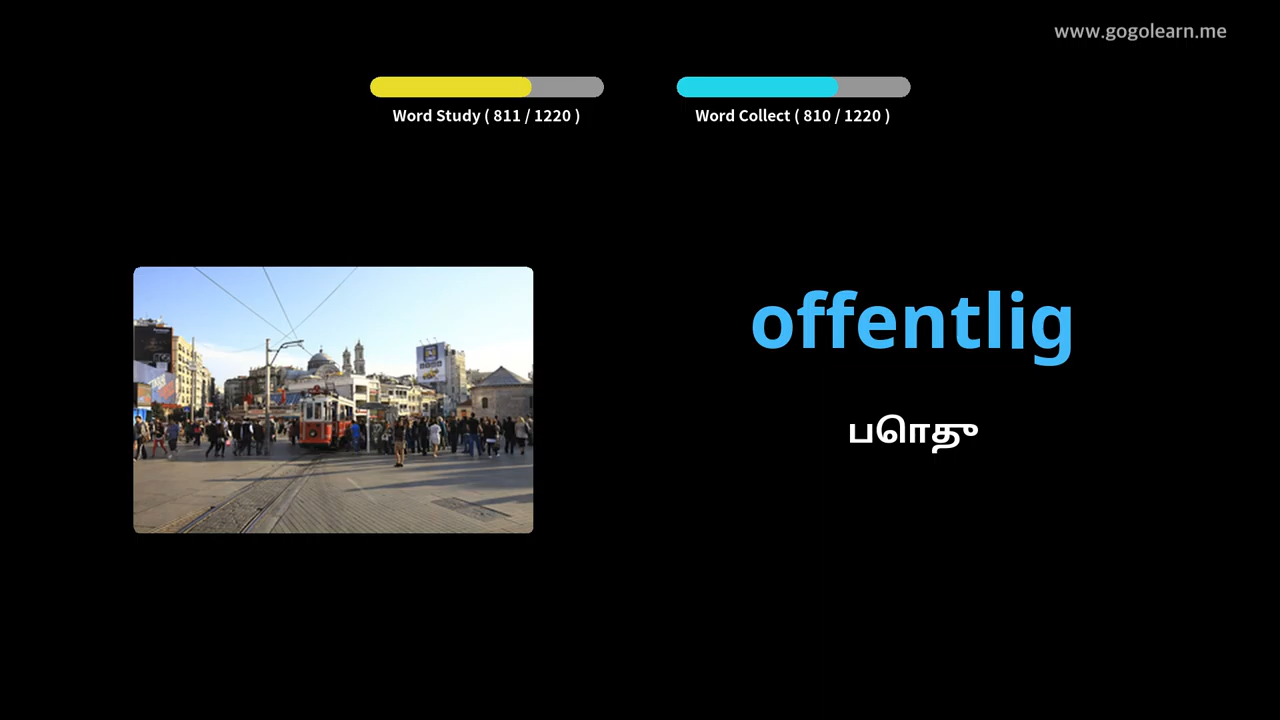 www.gogolearn.me
Word Study ( 811 / 1220 )
Word Collect ( 810 / 1220 )
offentlig
பொது